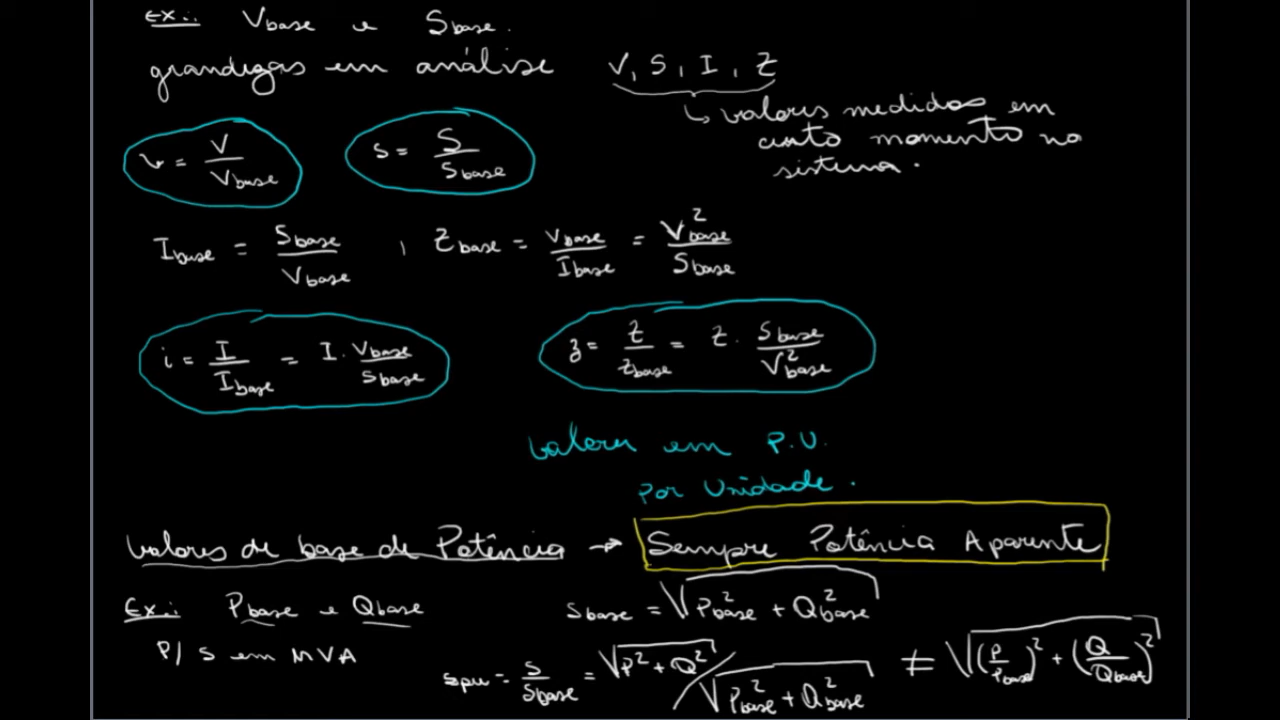 Ex.: Vbase e Sbase.
grandezas em análise V, S, I, Z
↳ valores medidos em
certo momento no
sistema.
v = V/Vbase s = S/Sbase
Ibase = Sbase/Vbase , Zbase = Vbase/Ibase = V²base/Sbase
i = I/Ibase = I · Vbase/Sbase z = Z/Zbase = Z · Sbase/V²base
Valores em P.U.
Por Unidade.
Valores de base de Potência → Sempre Potência Aparente
Ex.: Pbase e Qbase Sbase = √(P²base + Q²base)
P/ S em MVA
spu = S/Sbase = √(P² + Q²) / √(P²base + Q²base) ≠ √((P/Pbase)² + (Q/Qbase)²)